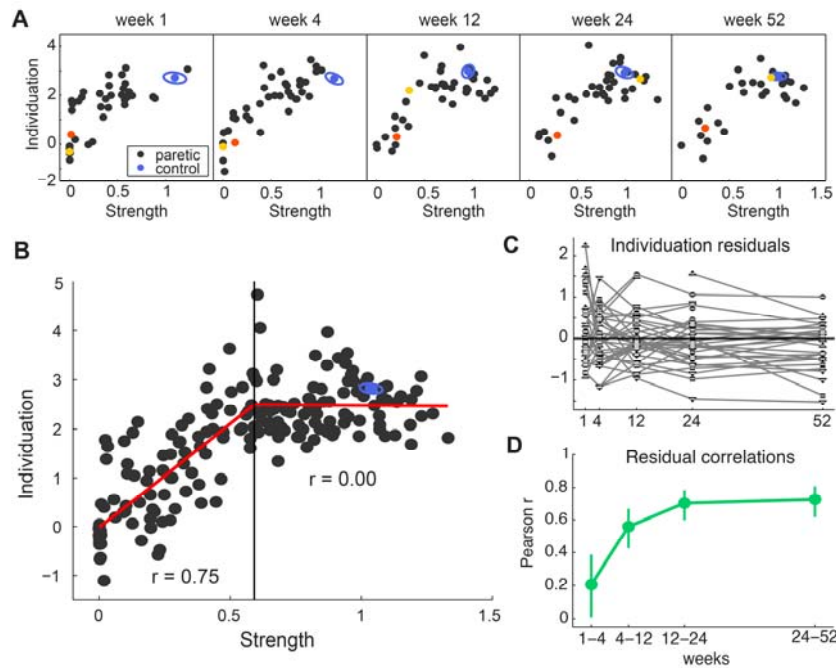 A
week 1 week 4 week 12 week 24 week 52
Individuation
4
2
0
−2
paretic
control
0 0.5 1 0 0.5 1 0 0.5 1 0 0.5 1 0 0.5 1 1.5
Strength Strength Strength Strength Strength
B
Individuation
5
4
3
2
1
0
−1
r = 0.00
r = 0.75
0 0.5 1 1.5
Strength
C
Individuation residuals
2
1
0
−1
1 4 12 24 52
D
Residual correlations
Pearson r
1
0.8
0.6
0.4
0.2
0
1−4 4−12 12−24 24−52
weeks